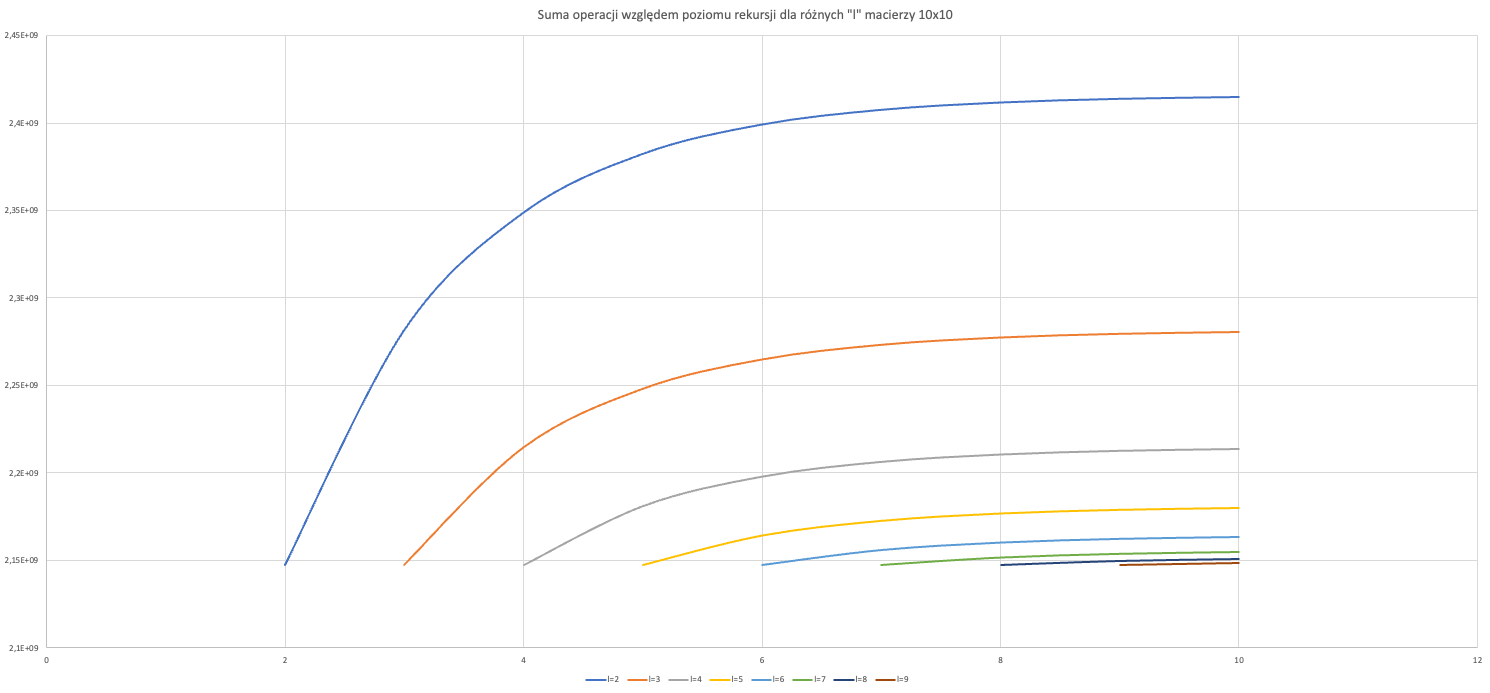 Suma operacji względem poziomu rekursji dla różnych "l" macierzy 10x10
2,45E+09
2,4E+09
2,35E+09
2,3E+09
2,25E+09
2,2E+09
2,15E+09
2,1E+09
0 2 4 6 8 10 12
l=2 l=3 l=4 l=5 l=6 l=7 l=8 l=9